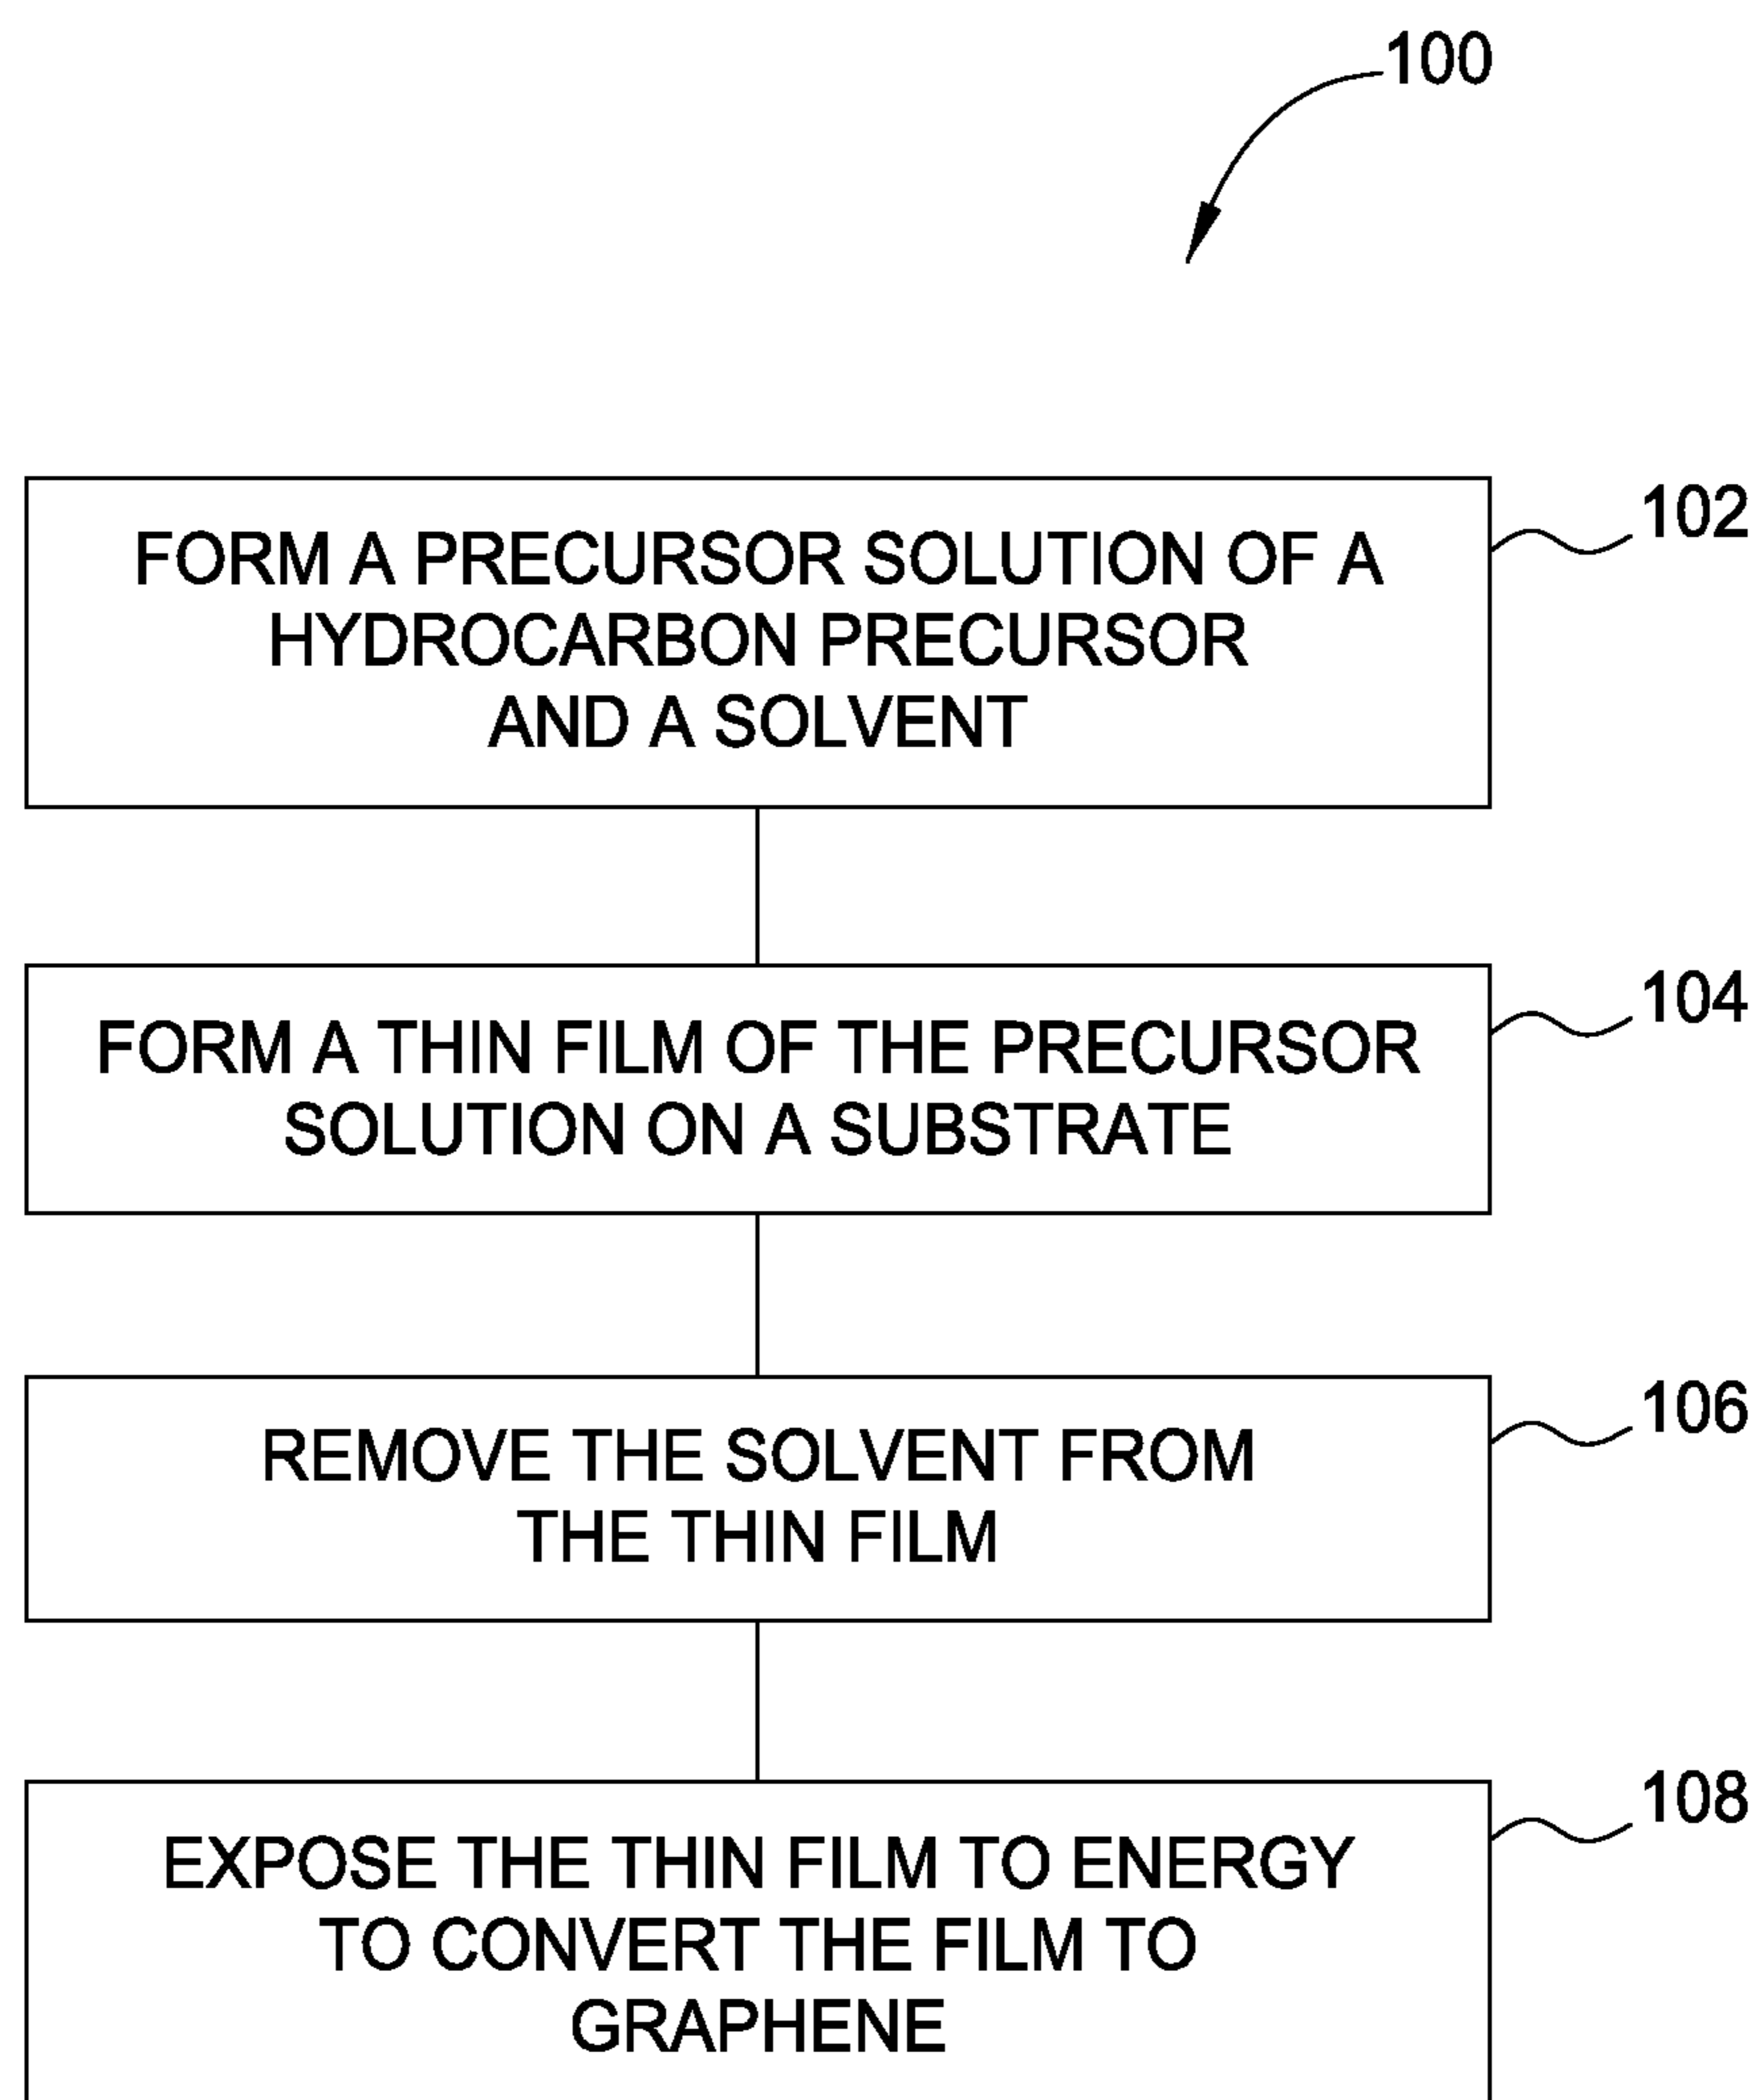 100
FORM A PRECURSOR SOLUTION OF A
HYDROCARBON PRECURSOR
AND A SOLVENT
102
FORM A THIN FILM OF THE PRECURSOR
SOLUTION ON A SUBSTRATE
104
REMOVE THE SOLVENT FROM
THE THIN FILM
106
EXPOSE THE THIN FILM TO ENERGY
TO CONVERT THE FILM TO
GRAPHENE
108